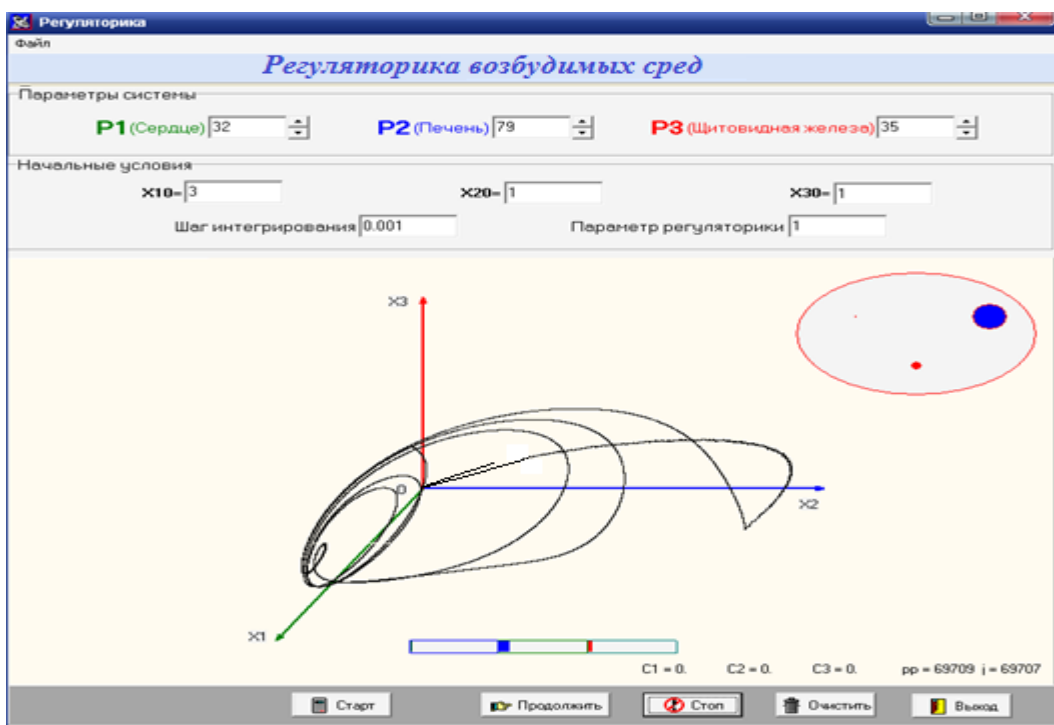 Регуляторика
Файл
Регуляторика возбудимых сред
Параметры системы
P1 (Сердце) 32 P2 (Печень) 79 P3 (Щитовидная железа) 35
Начальные условия
X10= 3 X20= 1 X30= 1
Шаг интегрирования 0.001 Параметр регуляторики 1
X3
0
X2
X1
C1 = 0. C2 = 0. C3 = 0. pp = 69709 j = 69707
Старт Продолжить Стоп Очистить Выход